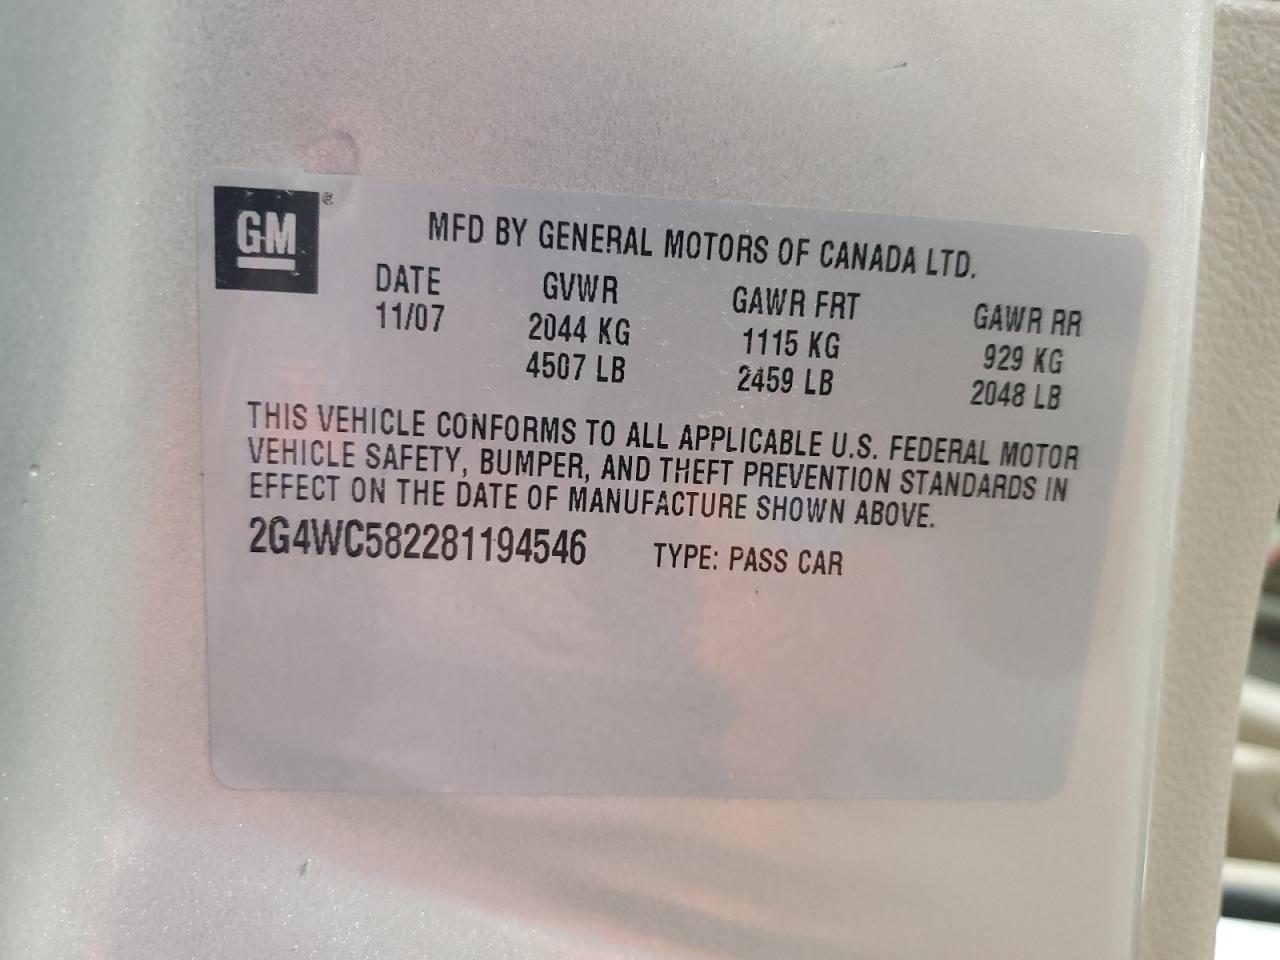 GM®
MFD BY GENERAL MOTORS OF CANADA LTD.
DATE GVWR GAWR FRT GAWR RR
11/07 2044 KG 1115 KG 929 KG
4507 LB 2459 LB 2048 LB
THIS VEHICLE CONFORMS TO ALL APPLICABLE U.S. FEDERAL MOTOR
VEHICLE SAFETY, BUMPER, AND THEFT PREVENTION STANDARDS IN
EFFECT ON THE DATE OF MANUFACTURE SHOWN ABOVE.
2G4WC582281194546 TYPE: PASS CAR